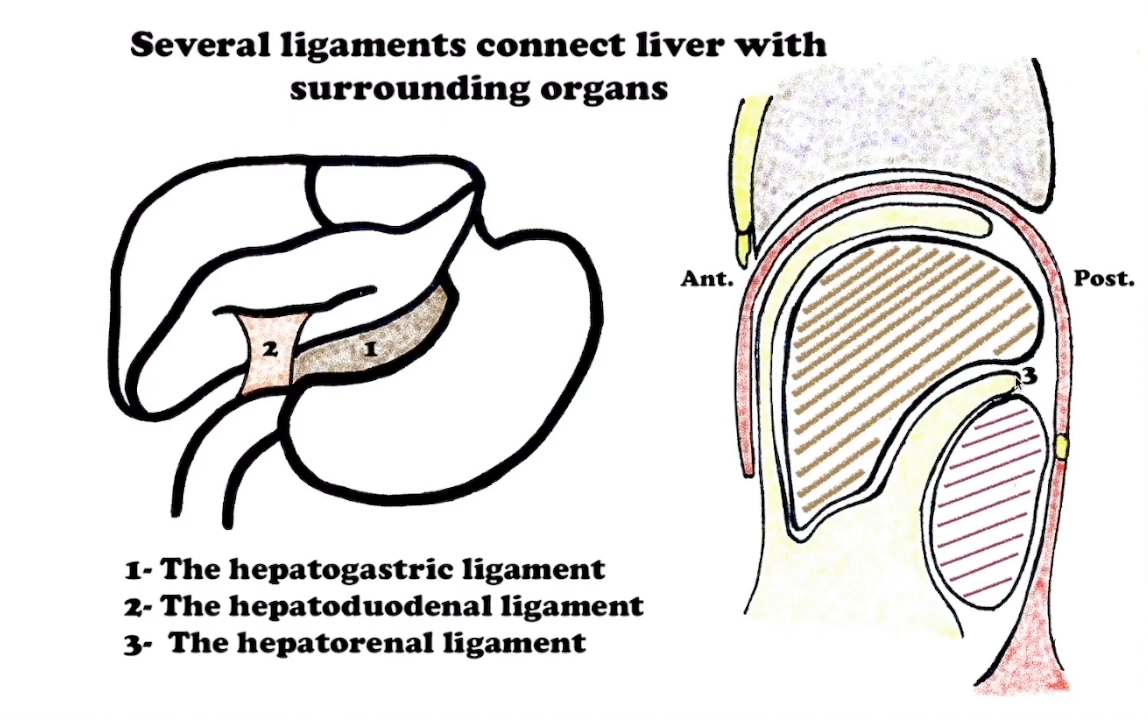 Several ligaments connect liver with
surrounding organs
Ant.
Post.
2
1
3
1- The hepatogastric ligament
2- The hepatoduodenal ligament
3- The hepatorenal ligament